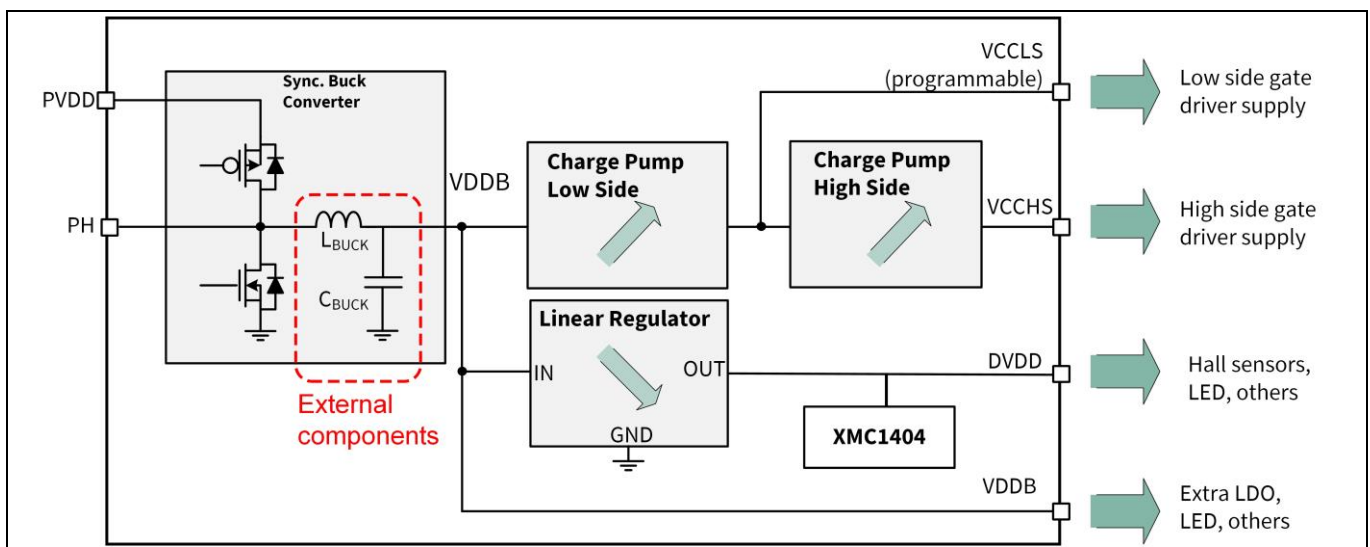 Sync. Buck
Converter
PVDD
PH
L_BUCK
C_BUCK
External
components
VDDB
Charge Pump
Low Side
Charge Pump
High Side
Linear Regulator
IN
OUT
GND
XMC1404
VCCLS
(programmable)
VCCHS
DVDD
VDDB
Low side gate
driver supply
High side gate
driver supply
Hall sensors,
LED, others
Extra LDO,
LED, others